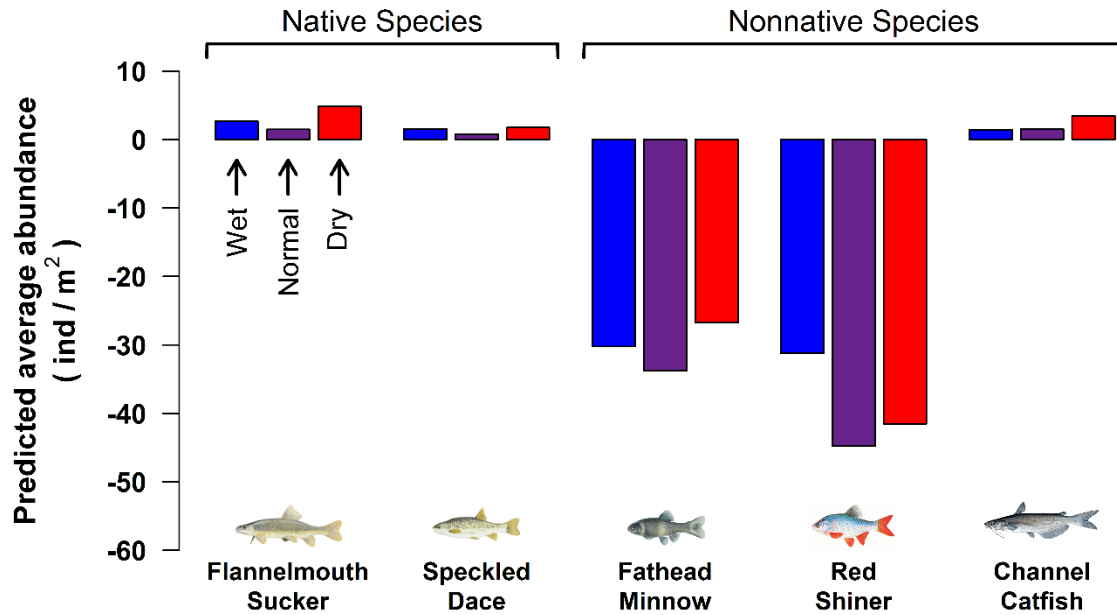 Native Species
Nonnative Species
Predicted average abundance
( ind / m²)
10
0
-10
-20
-30
-40
-50
-60
Wet
Normal
Dry
Flannelmouth
Sucker
Speckled
Dace
Fathead
Minnow
Red
Shiner
Channel
Catfish